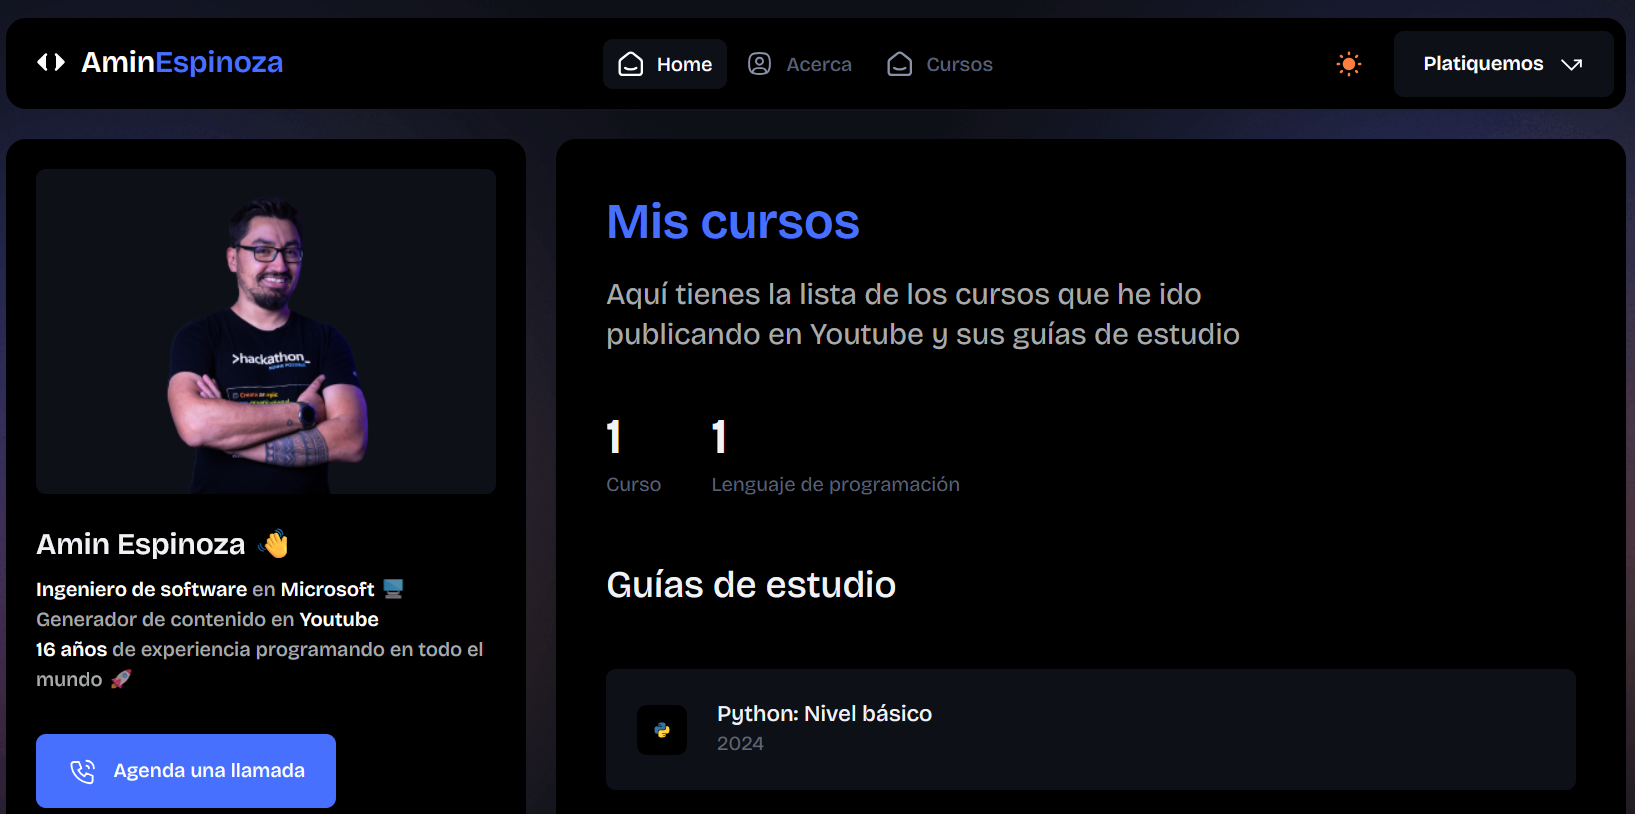 AminEspinoza
Home
Acerca
Cursos
Platiquemos
>hackathon_
Amin Espinoza 👋
Ingeniero de software en Microsoft 🖥️
Generador de contenido en Youtube
16 años de experiencia programando en todo el
mundo 🚀
Agenda una llamada
Mis cursos
Aquí tienes la lista de los cursos que he ido
publicando en Youtube y sus guías de estudio
1
Curso
1
Lenguaje de programación
Guías de estudio
Python: Nivel básico
2024